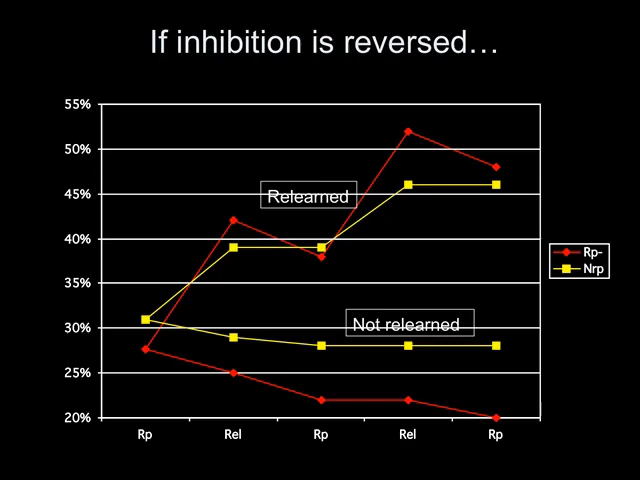 If inhibition is reversed…
55%
50%
45%
40%
35%
30%
25%
20%
Relearned
Not relearned
Rp-
Nrp
Rp Rel Rp Rel Rp